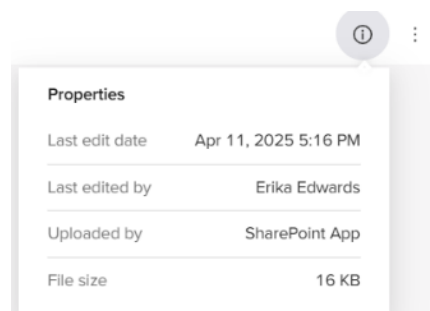 Properties
Last edit date Apr 11, 2025 5:16 PM
Last edited by Erika Edwards
Uploaded by SharePoint App
File size 16 KB